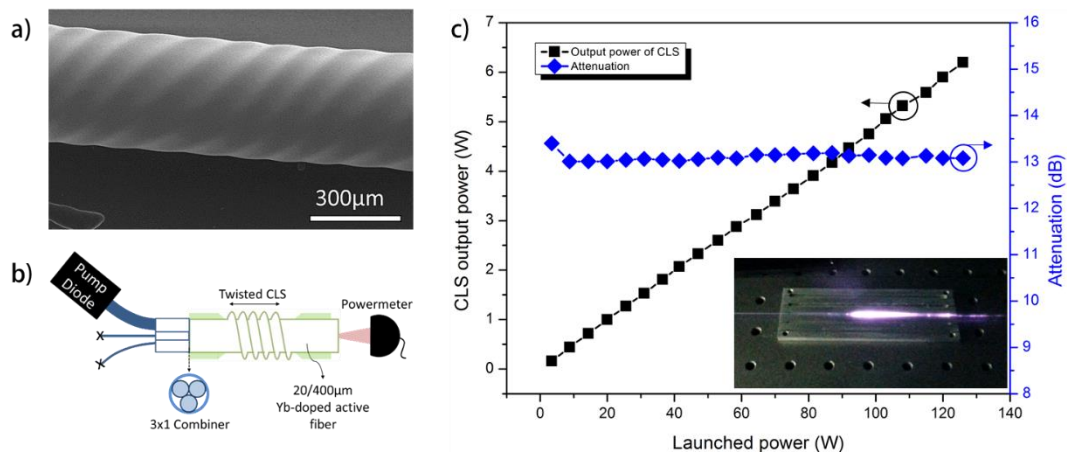 a)
300μm
b)
Pump
Diode
Twisted CLS
Powermeter
3x1 Combiner
20/400μm
Yb-doped active
fiber
c)
Output power of CLS
Attenuation
CLS output power (W)
7
6
5
4
3
2
1
0
0
20
40
60
80
100
120
140
Launched power (W)
16
15
14
13
12
11
10
9
8
Attenuation (dB)